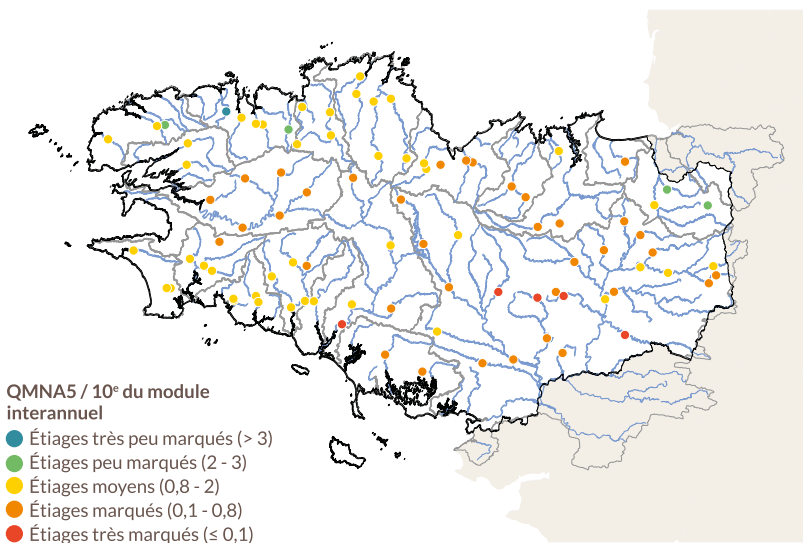 QMNA5 / 10ᵉ du module
interannuel
Étiages très peu marqués (> 3)
Étiages peu marqués (2 - 3)
Étiages moyens (0,8 - 2)
Étiages marqués (0,1 - 0,8)
Étiages très marqués (≤ 0,1)